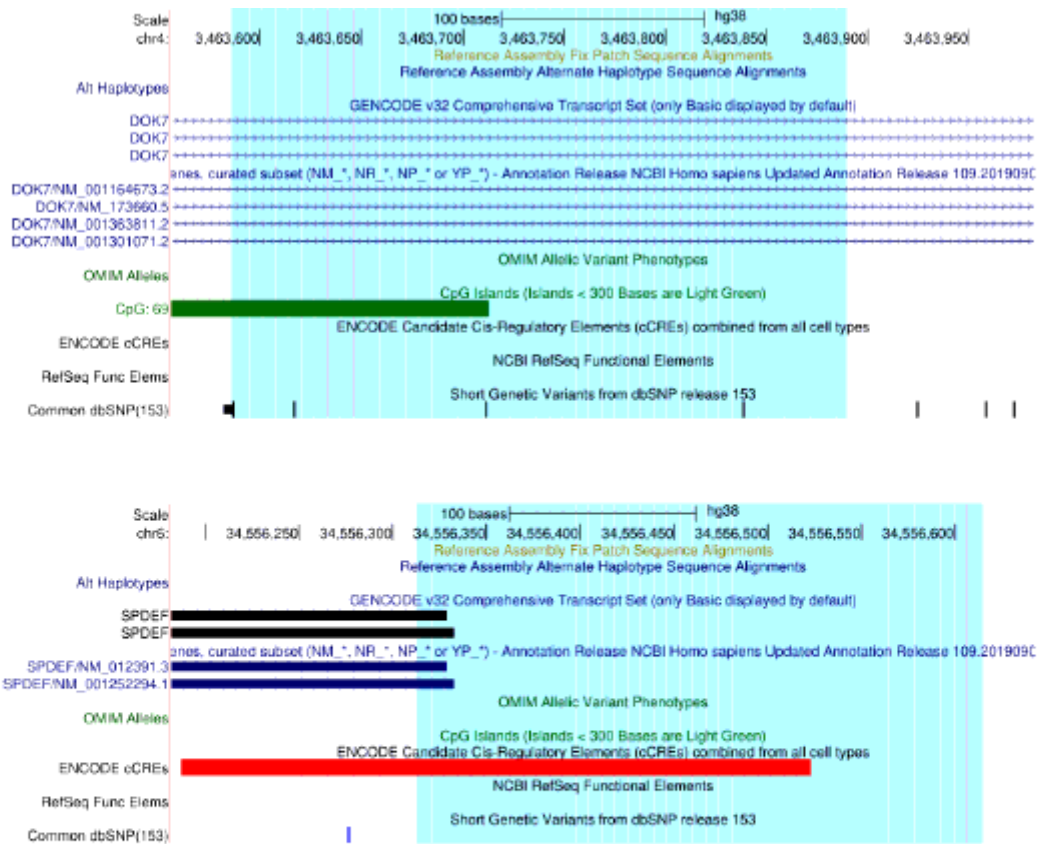 Scale 100 bases hg38
chr4: 3,463,600 3,463,650 3,463,700 3,463,750 3,463,800 3,463,850 3,463,900 3,463,950
Reference Assembly Fix Patch Sequence Alignments
Reference Assembly Alternate Haplotype Sequence Alignments
Alt Haplotypes
GENCODE v32 Comprehensive Transcript Set (only Basic displayed by default)
DOK7
DOK7
DOK7
enes, curated subset (NM_*, NR_*, NP_* or YP_*) - Annotation Release NCBI Homo sapiens Updated Annotation Release 109.2019090
DOK7/NM_001164673.2
DOK7/NM_173660.5
DOK7/NM_001363811.2
DOK7/NM_001301071.2
OMIM Allelic Variant Phenotypes
OMIM Alleles
CpG Islands (Islands < 300 Bases are Light Green)
CpG: 69
ENCODE Candidate Cis-Regulatory Elements (cCREs) combined from all cell types
ENCODE cCREs
NCBI RefSeq Functional Elements
RefSeq Func Elems
Short Genetic Variants from dbSNP release 153
Common dbSNP(153)
Scale 100 bases hg38
chr6: 34,556,250 34,556,300 34,556,350 34,556,400 34,556,450 34,556,500 34,556,550 34,556,600
Reference Assembly Fix Patch Sequence Alignments
Reference Assembly Alternate Haplotype Sequence Alignments
Alt Haplotypes
GENCODE v32 Comprehensive Transcript Set (only Basic displayed by default)
SPDEF
SPDEF
enes, curated subset (NM_*, NR_*, NP_* or YP_*) - Annotation Release NCBI Homo sapiens Updated Annotation Release 109.2019090
SPDEF/NM_012391.3
SPDEF/NM_001252294.1
OMIM Allelic Variant Phenotypes
OMIM Alleles
CpG Islands (Islands < 300 Bases are Light Green)
ENCODE Candidate Cis-Regulatory Elements (cCREs) combined from all cell types
ENCODE cCREs
NCBI RefSeq Functional Elements
RefSeq Func Elems
Short Genetic Variants from dbSNP release 153
Common dbSNP(153)